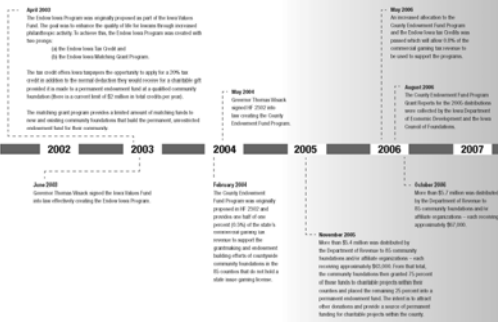 April 2003
The Endow Iowa Program was originally proposed as part of the Iowa Values
Fund. The goal was to enhance the quality of life for Iowans through increased
philanthropic activity. To achieve this, the Endow Iowa Program was created with
two prongs:
(a) the Endow Iowa Tax Credit and
(b) the Endow Iowa Matching Grant Program.
The tax credit offers Iowa taxpayers the opportunity to apply for a 20% tax
credit in addition to the normal deduction they would receive for a charitable gift
provided it is made to a permanent endowment fund at a qualified community
foundation (there is a current limit of $2 million in total credits per year).
The matching grant program provides a limited amount of matching funds to
new and existing community foundations that build the permanent, unrestricted
endowment fund for their community.
May 2004
Governor Thomas Vilsack
signed HF 2302 into
law creating the County
Endowment Fund Program.
May 2006
An increased allocation to the
County Endowment Fund Program
and the Endow Iowa Tax Credits was
passed which will allow 0.8% of the
commercial gaming tax revenue to
be used to support the programs.
August 2006
The County Endowment Fund Program
Grant Reports for the 2005 distributions
were collected by the Iowa Department
of Economic Development and the Iowa
Council of Foundations.
2002
2003
2004
2005
2006
2007
June 2003
Governor Thomas Vilsack signed the Iowa Values Fund
into law effectively creating the Endow Iowa Program.
February 2004
The County Endowment
Fund Program was originally
proposed in HF 2302 and
provides one half of one
percent (0.5%) of the state's
commercial gaming tax
revenue to support the
grantmaking and endowment
building efforts of countywide
community foundations in the
85 counties that do not hold a
state issue gaming license.
November 2005
More than $5.4 million was distributed by
the Department of Revenue to 85 community
foundations and/or affiliate organizations – each
receiving approximately $63,000. From that total,
the community foundations then granted 75 percent
of those funds to charitable projects within their
counties and placed the remaining 25 percent into a
permanent endowment fund. The intent is to attract
other donations and provide a source of permanent
funding for charitable projects within the county.
October 2006
More than $5.7 million was distributed
by the Department of Revenue to
85 community foundations and/or
affiliate organizations – each receiving
approximately $67,000.